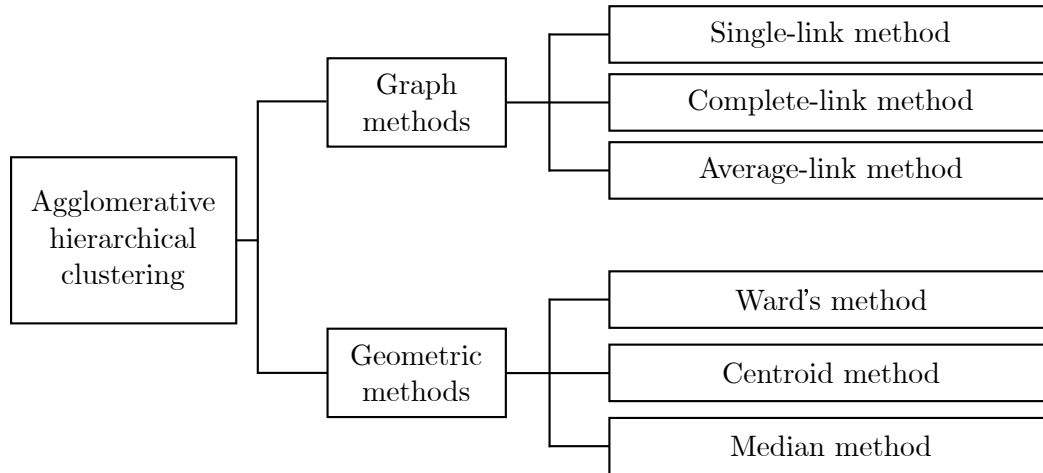 Agglomerative
hierarchical
clustering
Graph
methods
Single-link method
Complete-link method
Average-link method
Geometric
methods
Ward's method
Centroid method
Median method